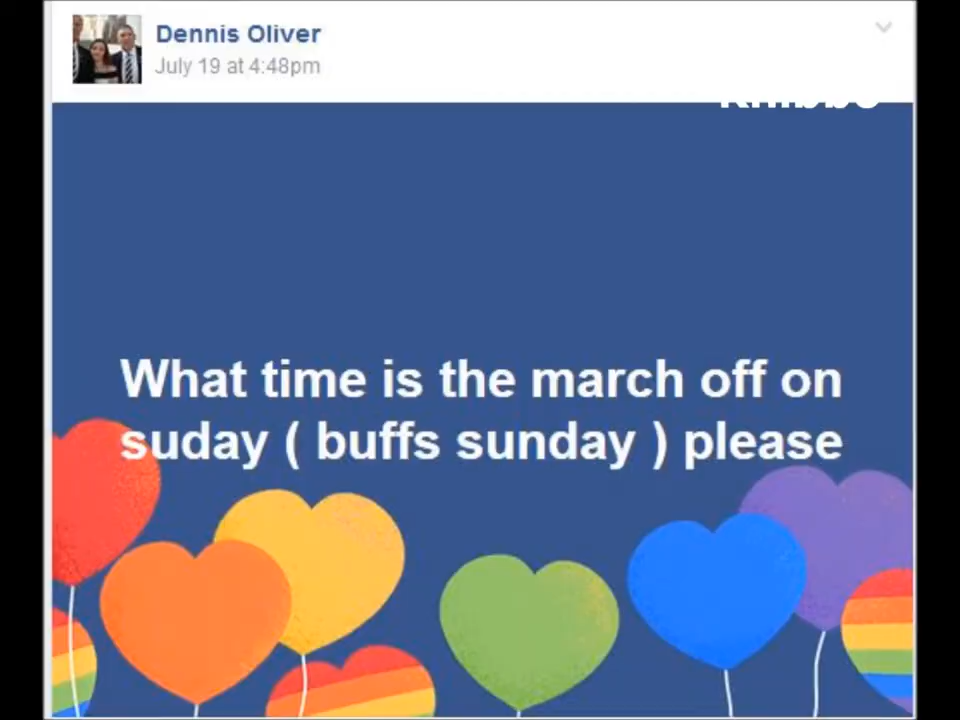 Dennis Oliver
July 19 at 4:48pm
What time is the march off on
suday ( buffs sunday ) please